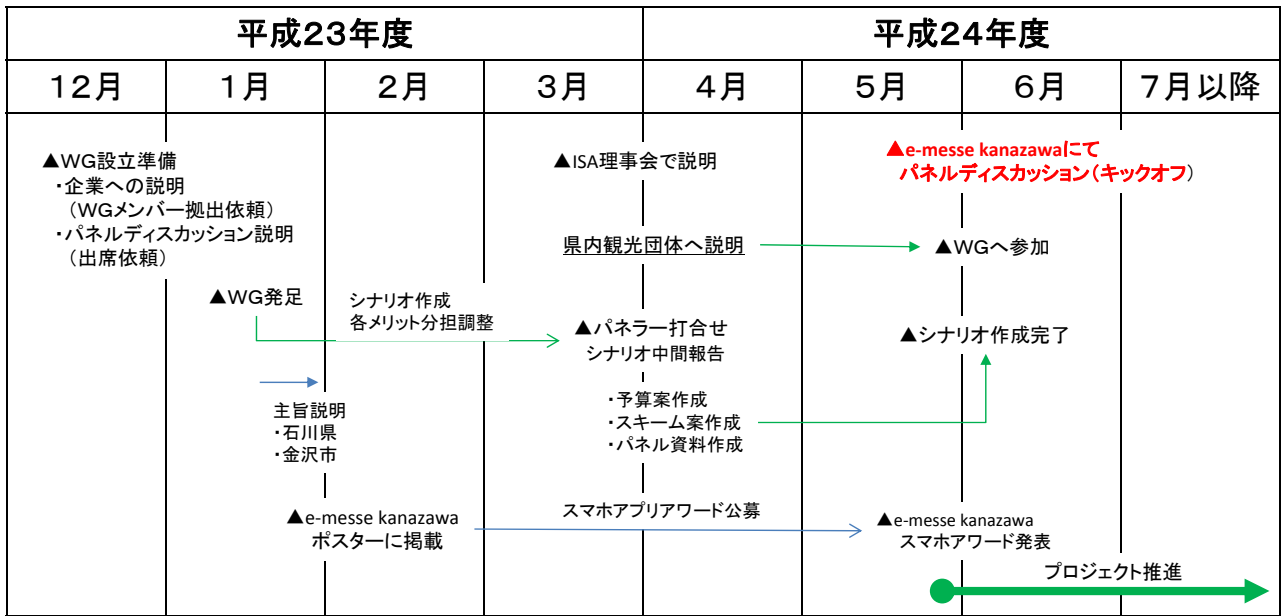 平成23年度
平成24年度
12月
1月
2月
3月
4月
5月
6月
7月以降
▲WG設立準備
・企業への説明
(WGメンバー拠出依頼)
・パネルディスカッション説明
(出席依頼)
▲ISA理事会で説明
▲e-messe kanazawaにて
パネルディスカッション(キックオフ)
県内観光団体へ説明
▲WGへ参加
▲WG発足
シナリオ作成
各メリット分担調整
▲パネラー打合せ
シナリオ中間報告
▲シナリオ作成完了
主旨説明
・石川県
・金沢市
・予算案作成
・スキーム案作成
・パネル資料作成
▲e-messe kanazawa
ポスターに掲載
スマホアプリアワード公募
▲e-messe kanazawa
スマホアワード発表
プロジェクト推進